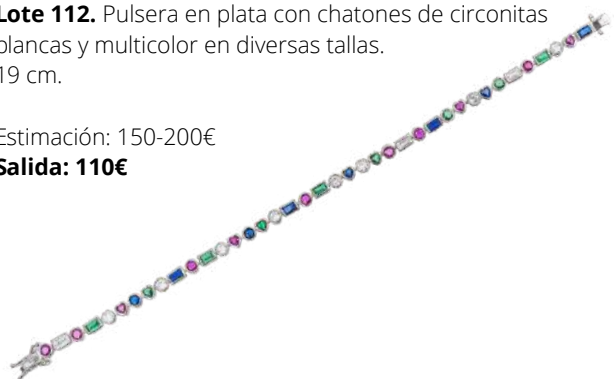 Lote 112. Pulsera en plata con chatones de circonitas
blancas y multicolor en diversas tallas.
19 cm.
Estimación: 150-200€
Salida: 110€